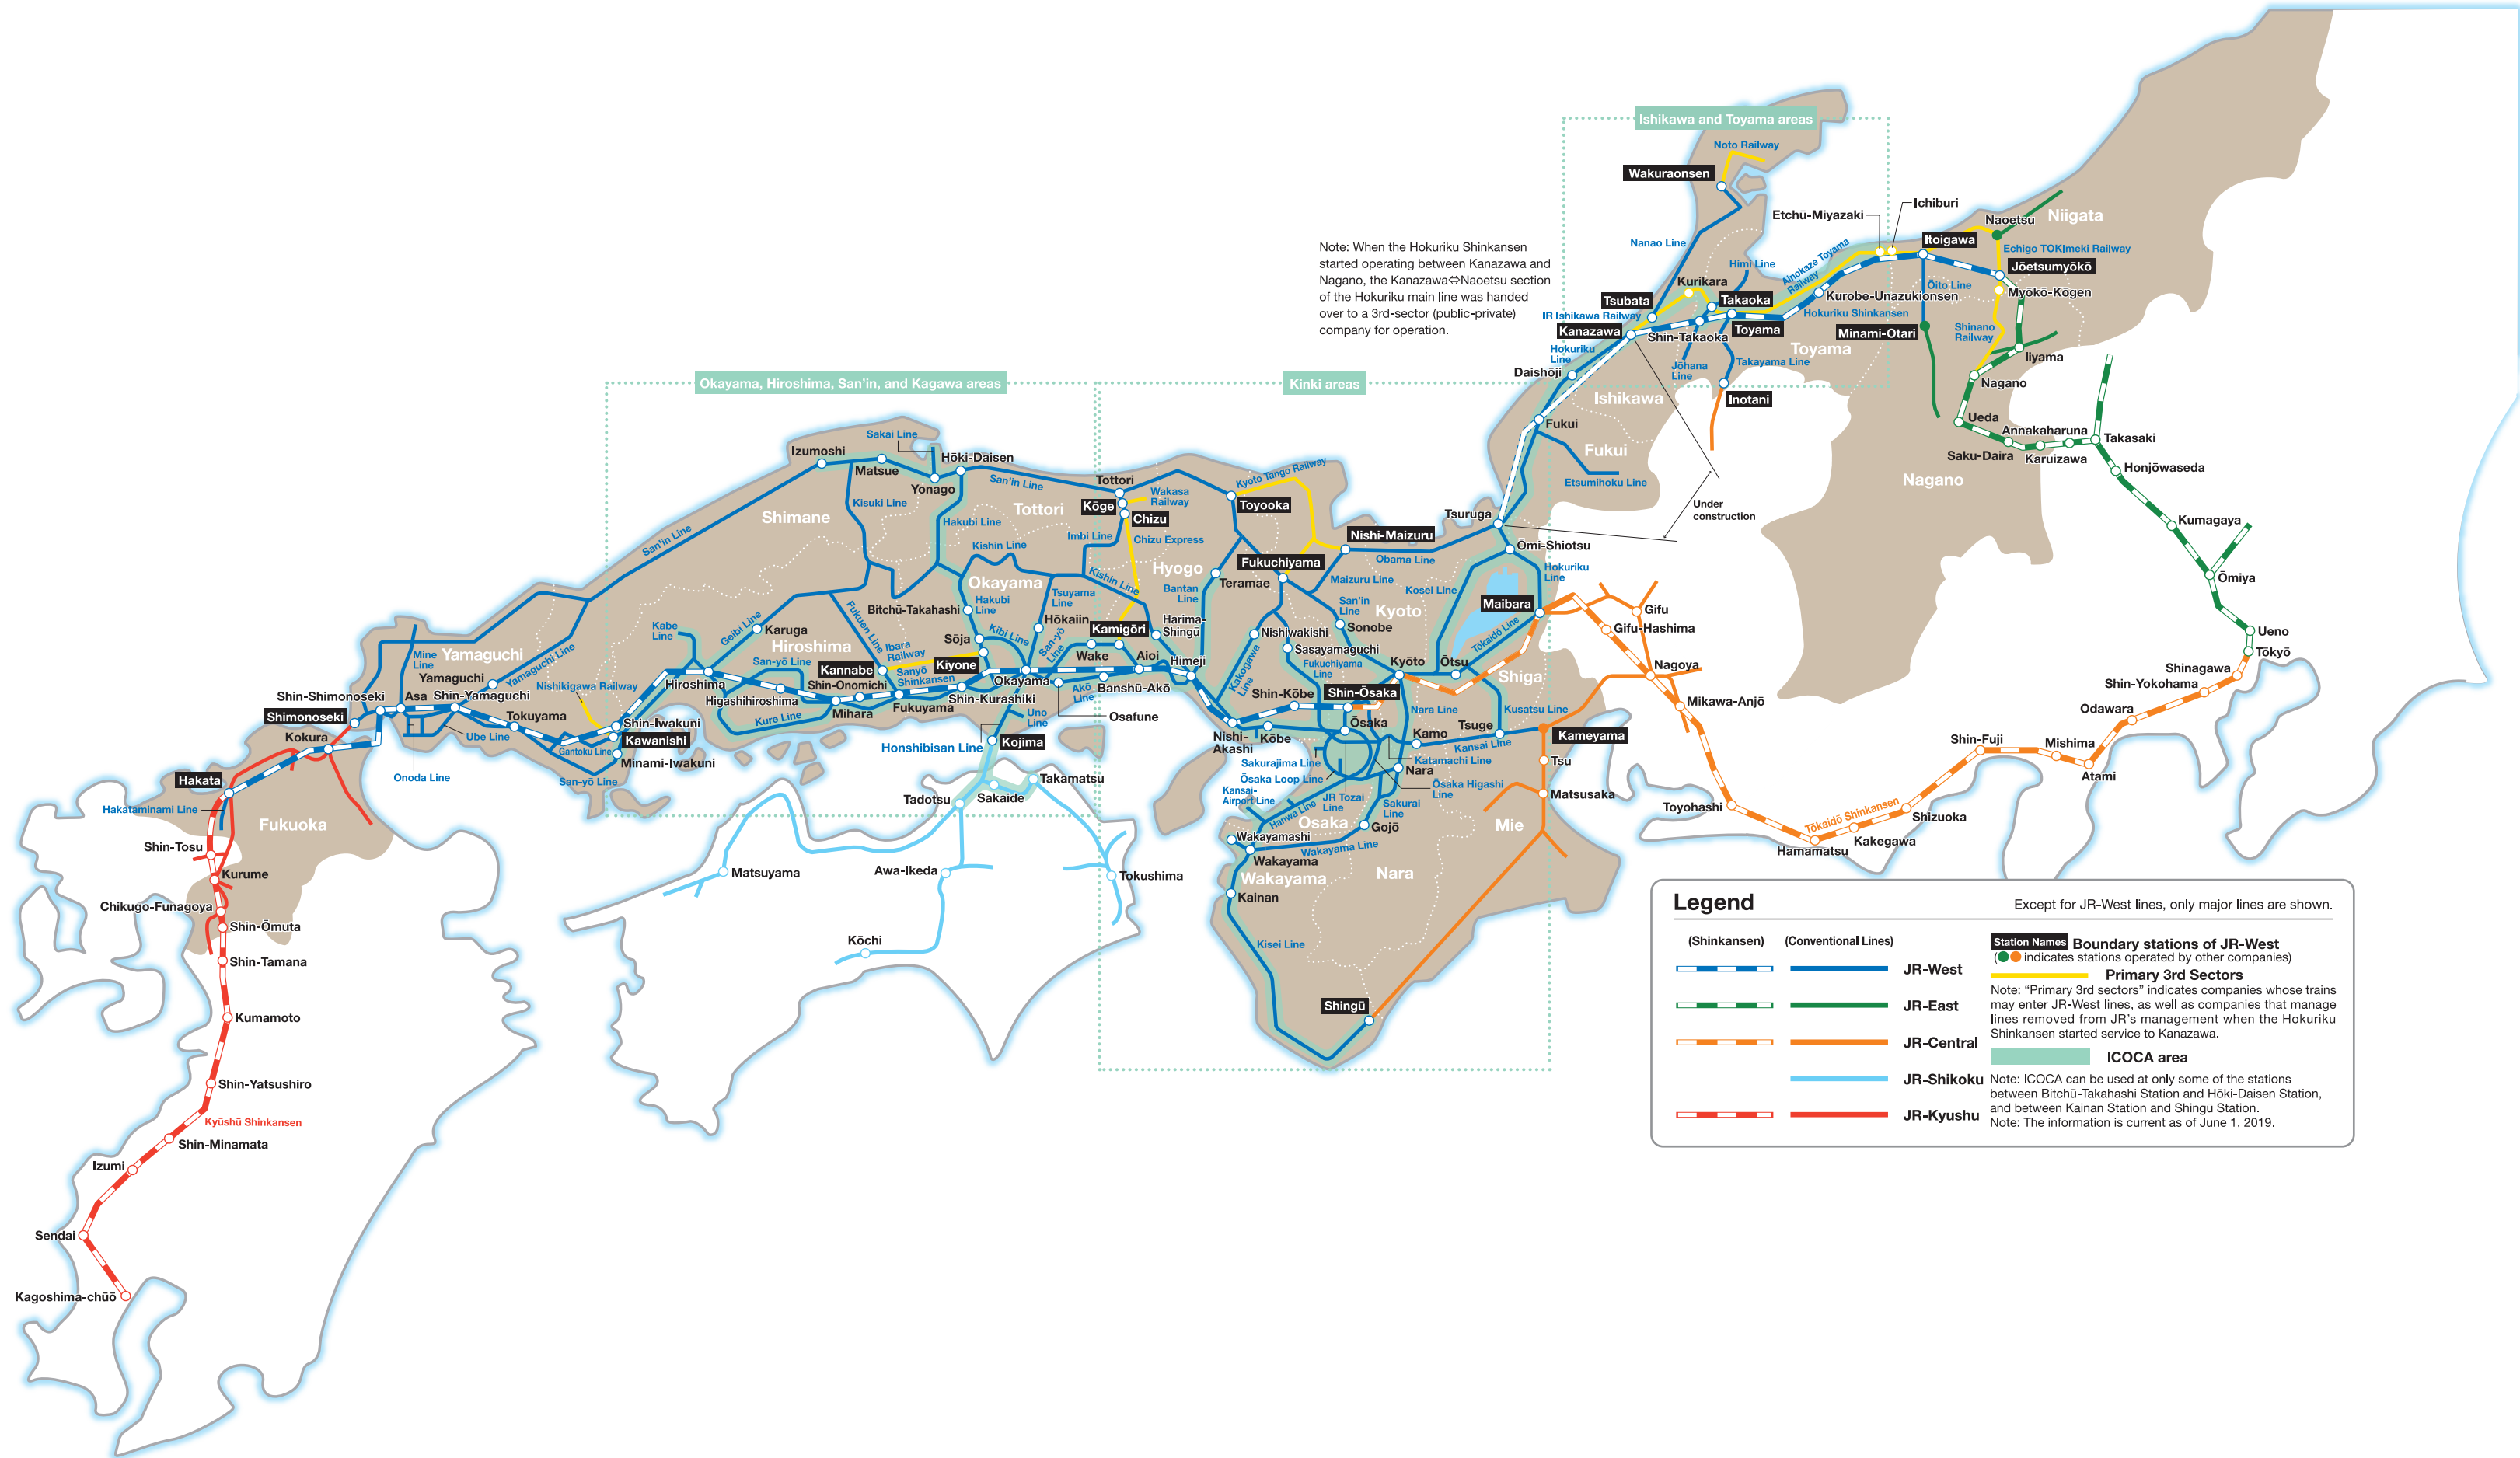 Ishikawa and Toyama areas
Noto Railway
Wakuraonsen
Etchū-Miyazaki
Ichiburi
Naoetsu
Niigata
Nanao Line
Itoigawa
Echigo TOKImeki Railway
Jōetsumyōkō
Himi Line
Ainokaze Toyama
Railway
Note: When the Hokuriku Shinkansen
started operating between Kanazawa and
Nagano, the Kanazawa⇔Naoetsu section
of the Hokuriku main line was handed
over to a 3rd-sector (public-private)
company for operation.
Kurikara
Tsubata
Takaoka
Kurobe-Unazukionsen
Ōito Line
Myōkō-Kōgen
IR Ishikawa Railway
Hokuriku Shinkansen
Kanazawa
Shin-Takaoka
Toyama
Minami-Otari
Shinano
Railway
Toyama
Iiyama
Hokuriku
Line
Jōhana
Line
Takayama Line
Daishōji
Nagano
Inotani
Ishikawa
Okayama, Hiroshima, San'in, and Kagawa areas
Kinki areas
Ueda
Annakaharuna
Takasaki
Saku-Daira
Karuizawa
Honjōwaseda
Fukui
Fukui
Etsumihoku Line
Nagano
Under
construction
Kumagaya
Ōmiya
Ueno
Tōkyō
Shinagawa
Shin-Yokohama
Odawara
Sakai Line
Izumoshi
Matsue
Hōki-Daisen
Yonago
San'in Line
Tottori
Wakasa
Railway
Kōge
Chizu
Kyoto Tango Railway
Toyooka
Tsuruga
Kisuki Line
Shimane
Tottori
Hakubi Line
Imbi Line
Chizu Express
San'in Line
Kishin Line
Nishi-Maizuru
Obama Line
Ōmi-Shiotsu
Hokuriku
Line
Fukuchiyama
Hyogo
Kishin Line
Teramae
Maizuru Line
Kosei Line
Okayama
Bantan
Line
San'in
Line
Kyoto
Maibara
Gifu
Gifu-Hashima
Bitchū-Takahashi
Hakubi
Line
Tsuyama
Line
Hōkaiin
Kamigōri
Harima-
Shingū
Nishiwakishi
Sonobe
Tōkaidō Line
Kabe
Line
Geibi Line
Karuga
Fukuen Line
Hiroshima
Ibara
Railway
Sōja
Kibi Line
San-yō
Line
Wake
Aioi
Himeji
Sasayamaguchi
Fukuchiyama
Line
Kakogawa
Line
Kyōto
Ōtsu
Nagoya
Mikawa-Anjō
Mine
Line
Yamaguchi
Yamaguchi
Yamaguchi Line
San-yō Line
Kannabe
Sanyō
Shinkansen
Kiyone
Okayama
Akō
Line
Banshū-Akō
Shin-Kōbe
Shin-Ōsaka
Shiga
Nishikigawa Railway
Hiroshima
Higashihiroshima
Shin-Onomichi
Shin-Kurashiki
Shin-Shimonoseki
Asa
Shin-Yamaguchi
Shimonoseki
Tokuyama
Shin-Iwakuni
Kure Line
Mihara
Fukuyama
Uno
Line
Osafune
Nara Line
Kusatsu Line
Ōsaka
Tsuge
Kokura
Ube Line
Gantoku Line
Kawanishi
Minami-Iwakuni
Honshibisan Line
Kojima
Nishi-
Akashi
Kōbe
Kamo
Kansai Line
Kameyama
Shin-Fuji
Mishima
Atami
Sakurajima Line
Katamachi Line
Nara
Tsu
Hakata
Onoda Line
San-yō Line
Takamatsu
Ōsaka Loop Line
Ōsaka Higashi
Line
Hakataminami Line
Tadotsu
Sakaide
Kansai-
Airport Line
JR Tōzai
Line
Sakurai
Line
Matsusaka
Toyohashi
Fukuoka
Hanwa Line
Ōsaka
Gojō
Mie
Tōkaidō Shinkansen
Shizuoka
Kakegawa
Hamamatsu
Shin-Tosu
Wakayamashi
Wakayama Line
Wakayama
Kurume
Matsuyama
Awa-Ikeda
Tokushima
Wakayama
Nara
Kainan
Chikugo-Funagoya
Shin-Ōmuta
Kōchi
Kisei Line
Shin-Tamana
Shingū
Kumamoto
Shin-Yatsushiro
Kyūshū Shinkansen
Shin-Minamata
Izumi
Sendai
Kagoshima-chūō
Legend
Except for JR-West lines, only major lines are shown.
(Shinkansen)
(Conventional Lines)
JR-West
JR-East
JR-Central
JR-Shikoku
JR-Kyushu
Station Names Boundary stations of JR-West
( indicates stations operated by other companies)
Primary 3rd Sectors
Note: “Primary 3rd sectors” indicates companies whose trains
may enter JR-West lines, as well as companies that manage
lines removed from JR’s management when the Hokuriku
Shinkansen started service to Kanazawa.
ICOCA area
Note: ICOCA can be used at only some of the stations
between Bitchū-Takahashi Station and Hōki-Daisen Station,
and between Kainan Station and Shingū Station.
Note: The information is current as of June 1, 2019.